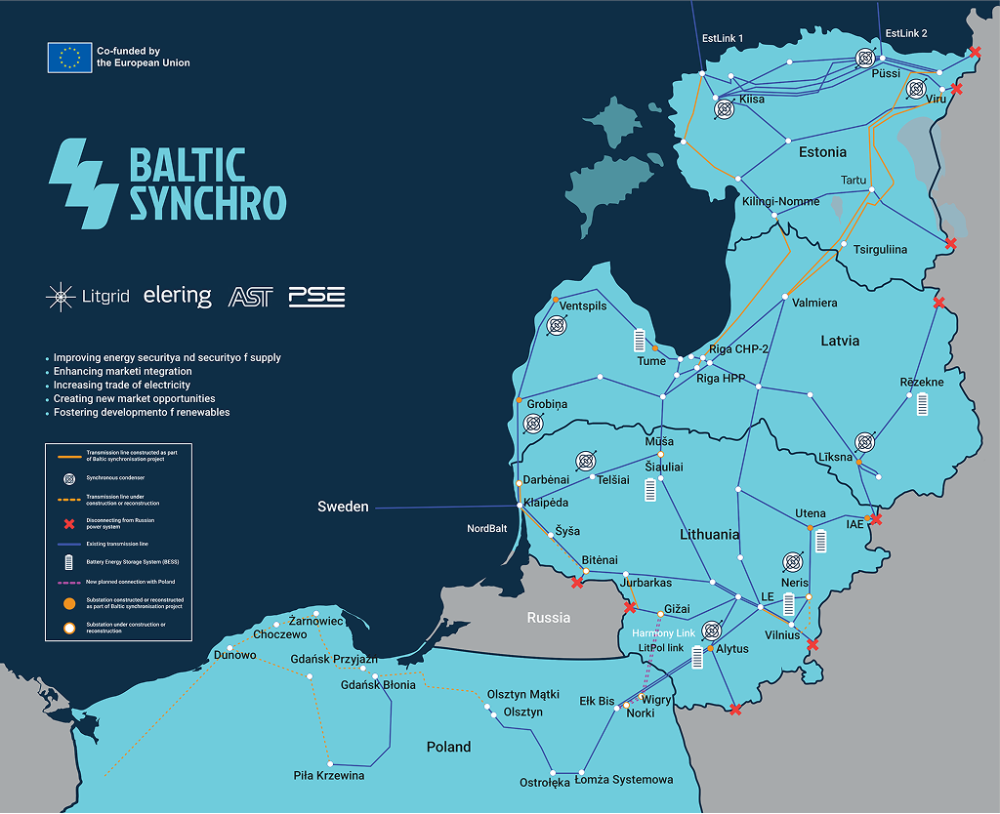 Co-funded by
the European Union
BALTIC
SYNCHRO
Litgrid
elering
AST
PSE
Improving energy securitya nd securityo f supply
Enhancing marketi ntegration
Increasing trade of electricity
Creating new market opportunities
Fostering developmento f renewables
Transmission line constructed as part
of Baltic synchronisation project
Synchronous condenser
Transmission line under
construction or reconstruction
Disconnecting from Russian
power system
Existing transmission line
Battery Energy Storage System (BESS)
New planned connection with Poland
Substation constructed or reconstructed
as part of Baltic synchronisation project
Substation under construction or
reconstruction
EstLink 1
EstLink 2
Püssi
Kiisa
Viru
Estonia
Tartu
Kilingi-Nomme
Tsirguliina
Ventspils
Valmiera
Latvia
Tume
Riga CHP-2
Riga HPP
Rēzekne
Grobiņa
Mūša
Līksna
Šiauliai
Telšiai
Darbėnai
Klaipėda
Sweden
NordBalt
Utena
IAE
Šyša
Lithuania
Bitėnai
Jurbarkas
Neris
LE
Gižai
Russia
Harmony Link
Vilnius
LitPol link
Alytus
Żarnowiec
Choczewo
Dunowo
Gdańsk Przyjaźń
Gdańsk Błonia
Olsztyn Mątki
Olsztyn
Ełk Bis
Wigry
Norki
Poland
Piła Krzewina
Ostrołęka
Łomża Systemowa